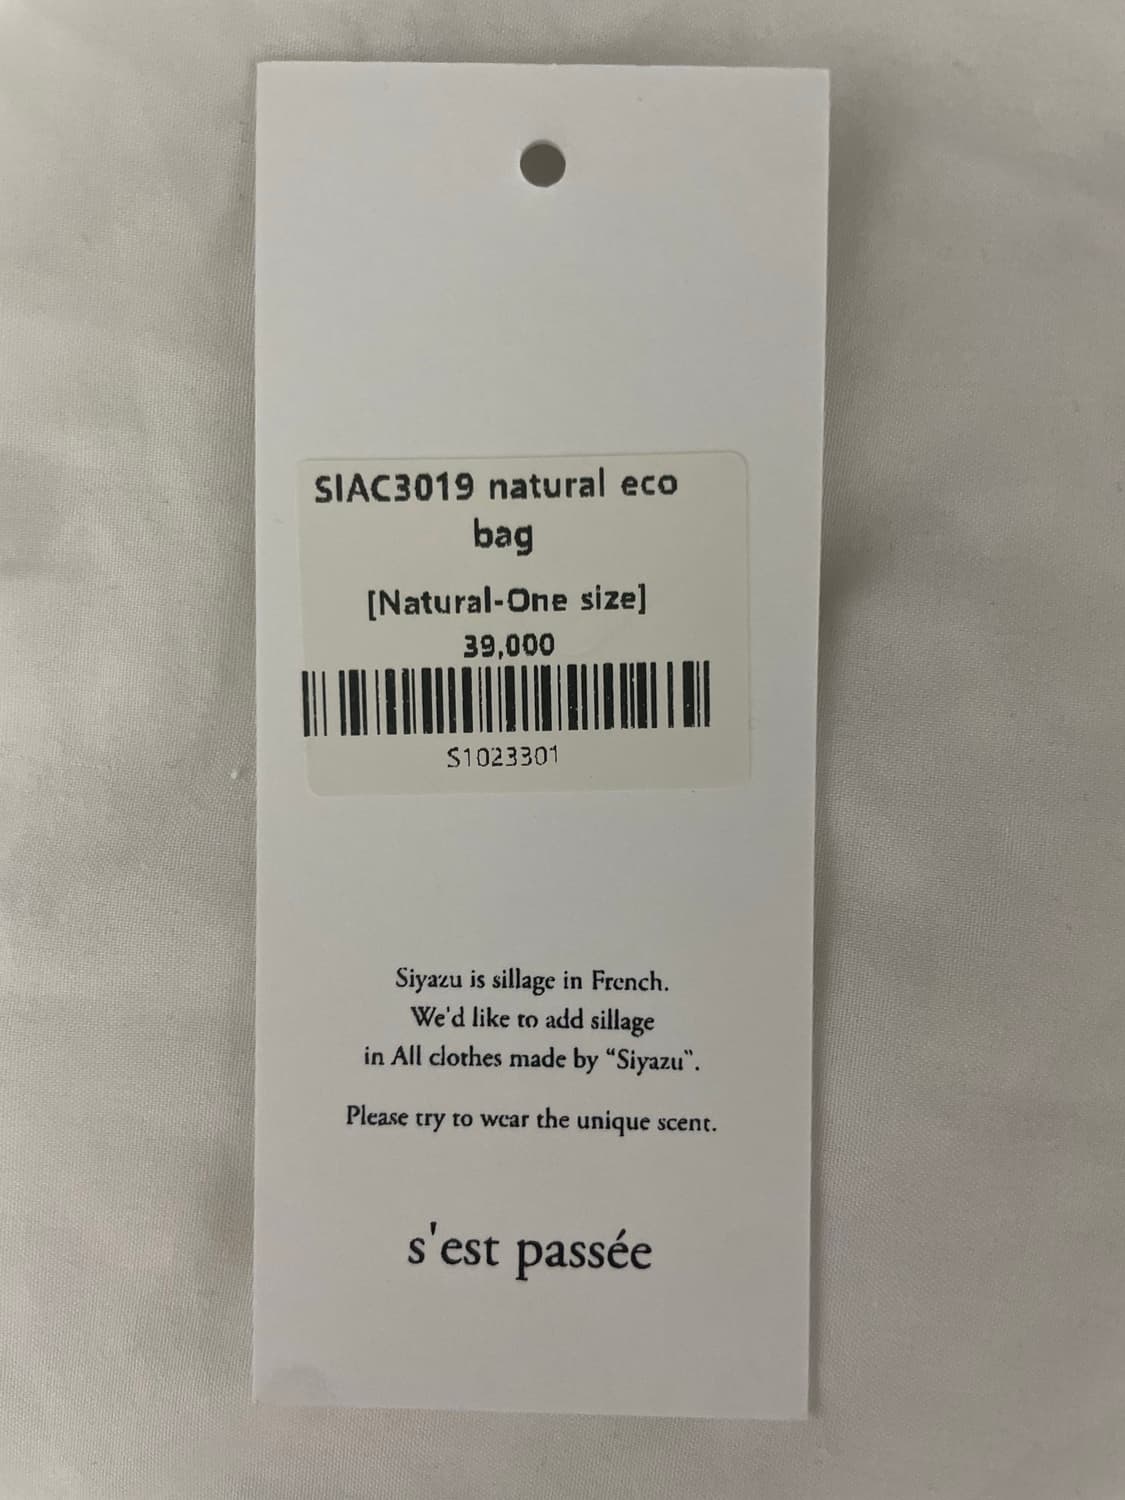 SIAC3019 natural eco
bag
[Natural-One size]
39,000
S1023301
Siyazu is sillage in French.
We'd like to add sillage
in All clothes made by “Siyazu”.
Please try to wear the unique scent.
s'est passée